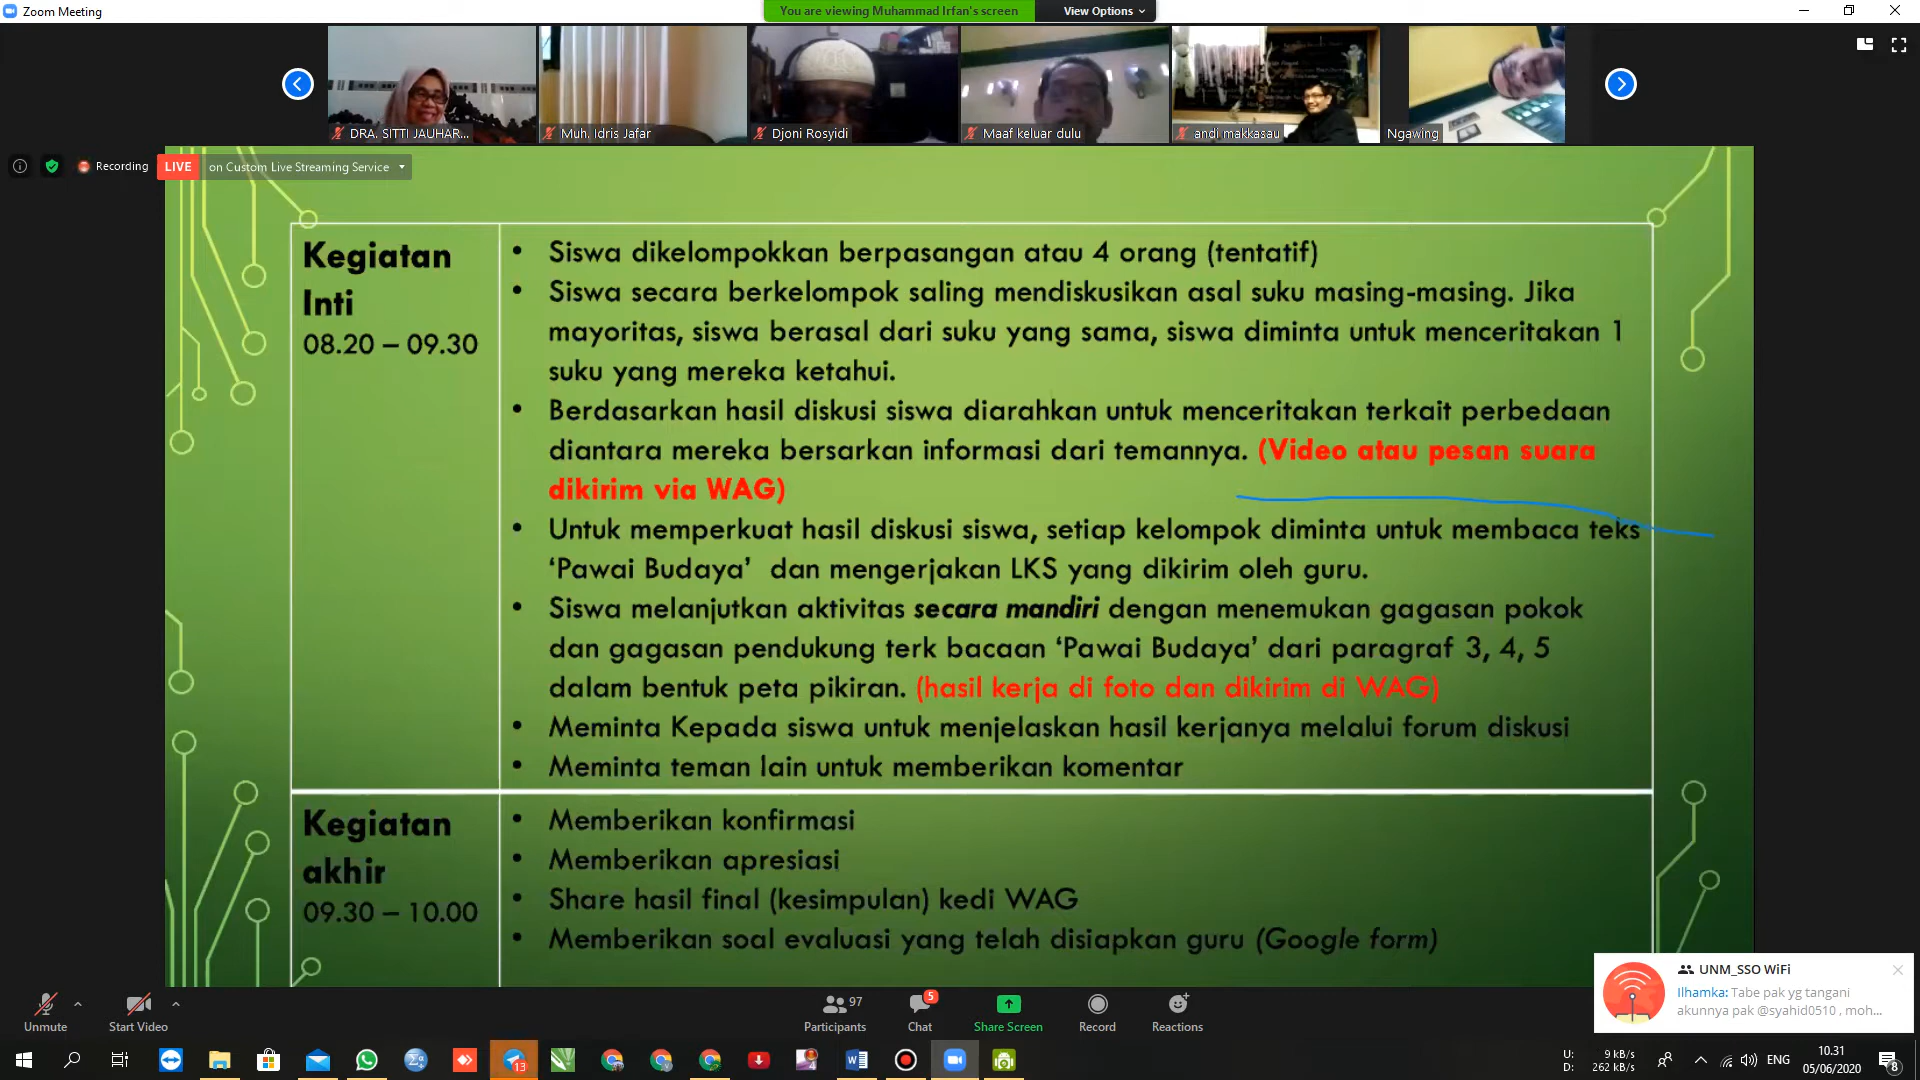 Zoom Meeting
You are viewing Muhammad Irfan's screen
View Options
DRA. SITTI JAUHAR...
Muh. Idris Jafar
Djoni Rosyidi
Maaf keluar dulu
andi makkasau
Ngawing
Recording
LIVE
on Custom Live Streaming Service
Kegiatan
Inti
08.20 – 09.30
• Siswa dikelompokkan berpasangan atau 4 orang (tentatif)
• Siswa secara berkelompok saling mendiskusikan asal suku masing-masing. Jika
mayoritas, siswa berasal dari suku yang sama, siswa diminta untuk menceritakan 1
suku yang mereka ketahui.
• Berdasarkan hasil diskusi siswa diarahkan untuk menceritakan terkait perbedaan
diantara mereka bersarkan informasi dari temannya. (Video atau pesan suara
dikirim via WAG)
• Untuk memperkuat hasil diskusi siswa, setiap kelompok diminta untuk membaca teks
‘Pawai Budaya’ dan mengerjakan LKS yang dikirim oleh guru.
• Siswa melanjutkan aktivitas secara mandiri dengan menemukan gagasan pokok
dan gagasan pendukung terk bacaan ‘Pawai Budaya’ dari paragraf 3, 4, 5
dalam bentuk peta pikiran. (hasil kerja di foto dan dikirim di WAG)
• Meminta Kepada siswa untuk menjelaskan hasil kerjanya melalui forum diskusi
• Meminta teman lain untuk memberikan komentar
Kegiatan
akhir
09.30 – 10.00
• Memberikan konfirmasi
• Memberikan apresiasi
• Share hasil final (kesimpulan) kedi WAG
• Memberikan soal evaluasi yang telah disiapkan guru (Google form)
UNM_SSO WiFi
Ilhamka: Tabe pak yg tangani
akunnya pak @syahid0510 , moh...
Unmute
Start Video
97
Participants
5
Chat
Share Screen
Record
Reactions
13
U: 9 kB/s
D: 262 kB/s
ENG
10.31
05/06/2020
8